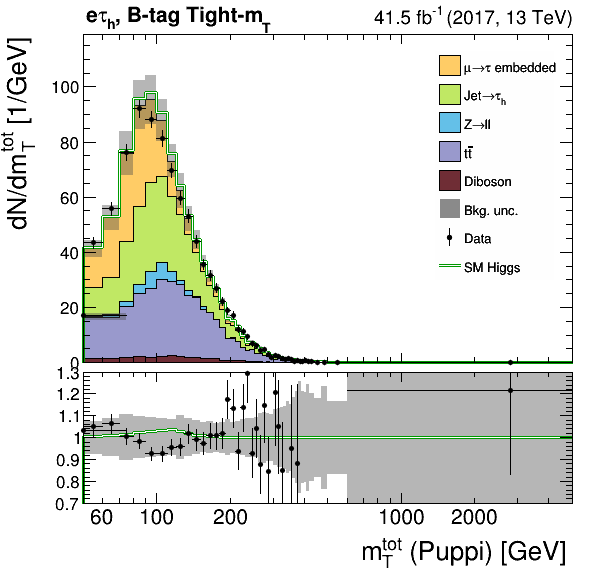 eτh, B-tag Tight-mT 41.5 fb-1 (2017, 13 TeV)
dN/dmTtot [1/GeV]
100
80
60
40
20
0
μ→τ embedded
Jet→τh
Z→ll
tt̄
Diboson
Bkg. unc.
Data
SM Higgs
1.3
1.2
1.1
1.0
0.9
0.8
0.7
60 100 200 1000 2000
mTtot (Puppi) [GeV]